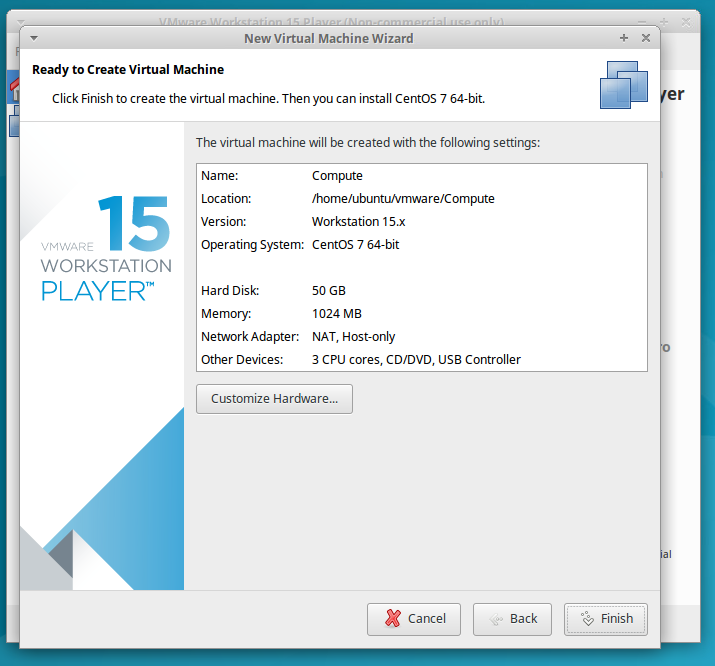 VMware Workstation 15 Player (Non-commercial use only)
New Virtual Machine Wizard
Ready to Create Virtual Machine
Click Finish to create the virtual machine. Then you can install CentOS 7 64-bit.
yer
The virtual machine will be created with the following settings:
Name: Compute
Location: /home/ubuntu/vmware/Compute
Version: Workstation 15.x
Operating System: CentOS 7 64-bit
Hard Disk: 50 GB
Memory: 1024 MB
Network Adapter: NAT, Host-only
Other Devices: 3 CPU cores, CD/DVD, USB Controller
15
VMWARE
WORKSTATION
PLAYER™
Customize Hardware...
ro
ial
Cancel
Back
Finish